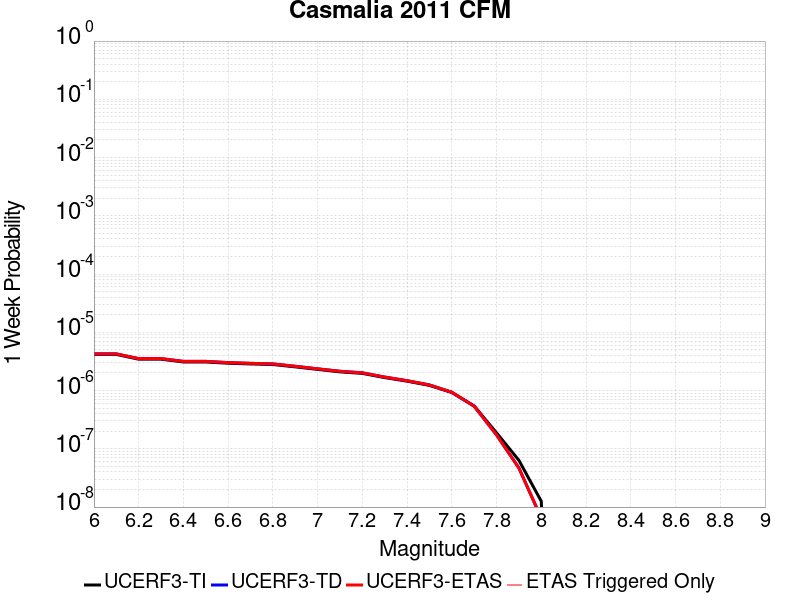 Casmalia 2011 CFM
10^0
10^-1
10^-2
10^-3
10^-4
10^-5
10^-6
10^-7
10^-8
1 Week Probability
6 6.2 6.4 6.6 6.8 7 7.2 7.4 7.6 7.8 8 8.2 8.4 8.6 8.8 9
Magnitude
UCERF3-TI UCERF3-TD UCERF3-ETAS ETAS Triggered Only